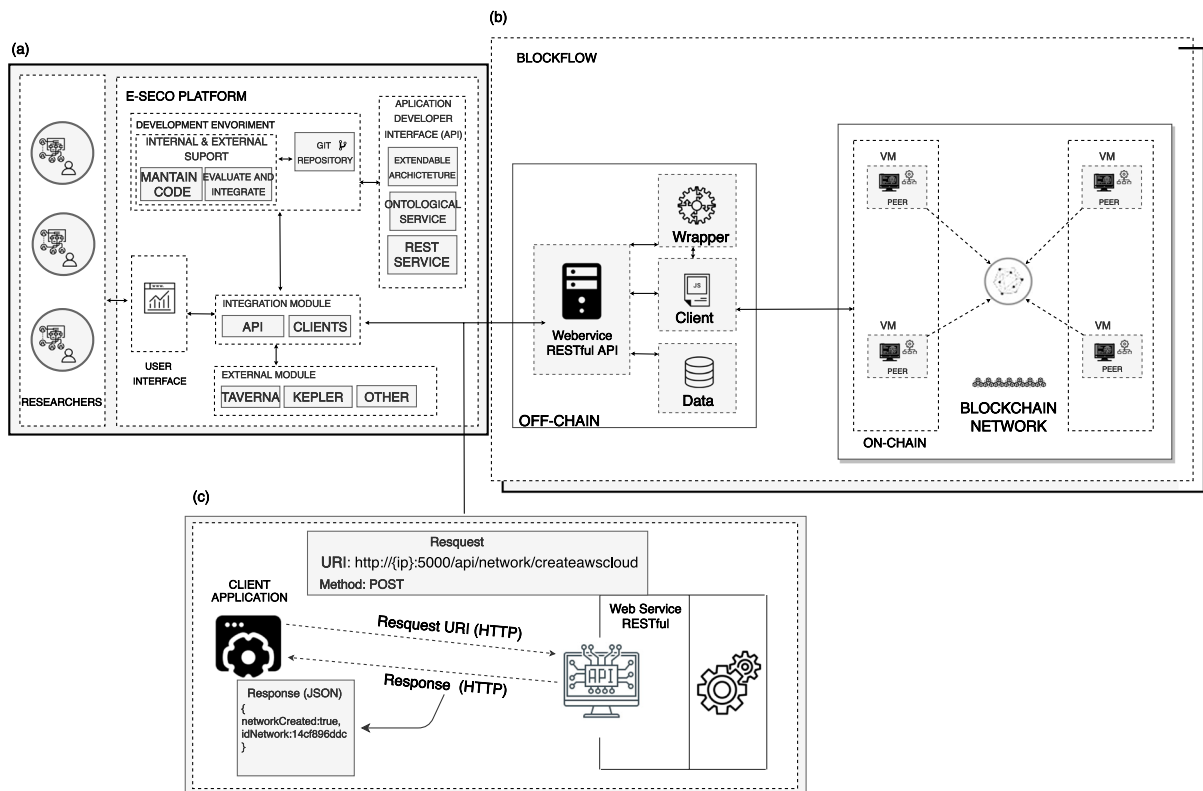 (a)
E-SECO PLATFORM
DEVELOPMENT ENVORIMENT
INTERNAL & EXTERNAL
SUPORT
MANTAIN
CODE
EVALUATE AND
INTEGRATE
GIT
REPOSITORY
APLICATION
DEVELOPER
INTERFACE (API)
EXTENDABLE
ARCHICTETURE
ONTOLOGICAL
SERVICE
REST
SERVICE
INTEGRATION MODULE
API
CLIENTS
USER
INTERFACE
EXTERNAL MODULE
TAVERNA
KEPLER
OTHER
RESEARCHERS
(b)
BLOCKFLOW
Webervice
RESTful API
Wrapper
JS
Client
Data
OFF-CHAIN
VM
PEER
VM
PEER
VM
PEER
VM
PEER
ON-CHAIN
BLOCKCHAIN
NETWORK
(c)
Resquest
URI: http://{ip}:5000/api/network/createawscloud
Method: POST
CLIENT
APPLICATION
Resquest URI (HTTP)
Response (HTTP)
Web Service
RESTful
API
Response (JSON)
{
networkCreated:true,
idNetwork:14cf896ddc
}